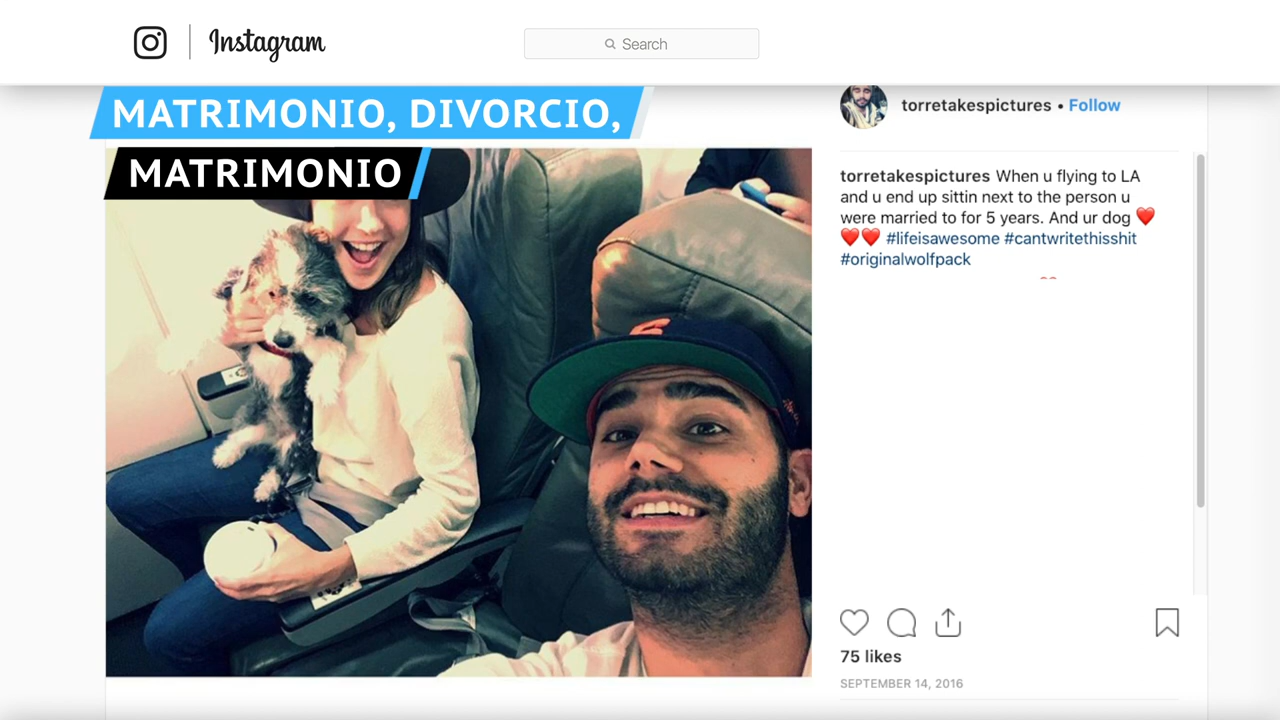 Instagram
Search
MATRIMONIO, DIVORCIO,
MATRIMONIO
torretakespictures • Follow
torretakespictures When u flying to LA
and u end up sittin next to the person u
were married to for 5 years. And ur dog ❤️
❤️❤️ #lifeisawesome #cantwritethisshit
#originalwolfpack
75 likes
SEPTEMBER 14, 2016